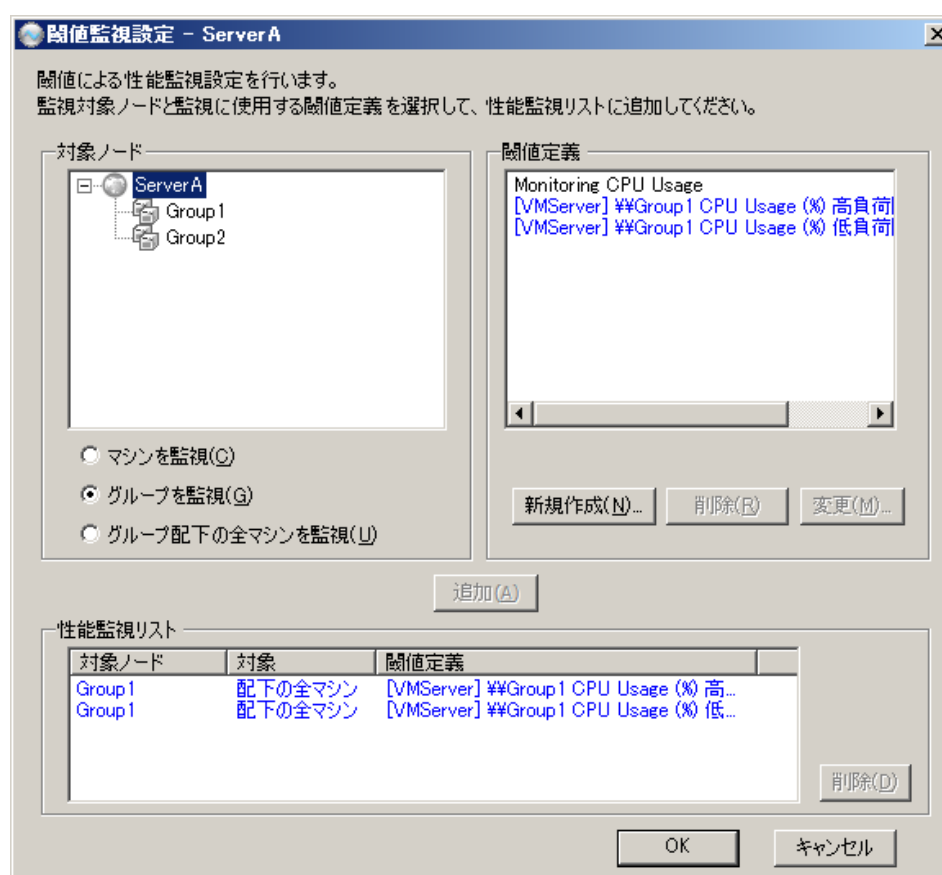 閾値監視設定 - ServerA
閾値による性能監視設定を行います。
監視対象ノードと監視に使用する閾値定義を選択して、性能監視リストに追加してください。
対象ノード
ServerA
Group1
Group2
マシンを監視(C)
グループを監視(G)
グループ配下の全マシンを監視(U)
閾値定義
Monitoring CPU Usage
[VMServer] ¥¥Group1 CPU Usage (%) 高負荷
[VMServer] ¥¥Group1 CPU Usage (%) 低負荷
新規作成(N)... 削除(R) 変更(M)...
追加(A)
性能監視リスト
対象ノード 対象 閾値定義
Group1 配下の全マシン [VMServer] ¥¥Group1 CPU Usage (%) 高...
Group1 配下の全マシン [VMServer] ¥¥Group1 CPU Usage (%) 低...
削除(D)
OK キャンセル